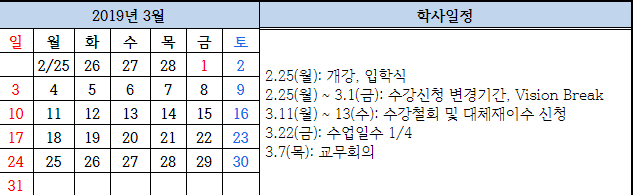 2019년 3월 학사일정
일 월 화 수 목 금 토
2/25 26 27 28 1 2
3 4 5 6 7 8 9
10 11 12 13 14 15 16
17 18 19 20 21 22 23
24 25 26 27 28 29 30
31
2.25(월): 개강, 입학식
2.25(월) ~ 3.1(금): 수강신청 변경기간, Vision Break
3.11(월) ~ 13(수): 수강철회 및 대체재이수 신청
3.22(금): 수업일수 1/4
3.7(목): 교무회의